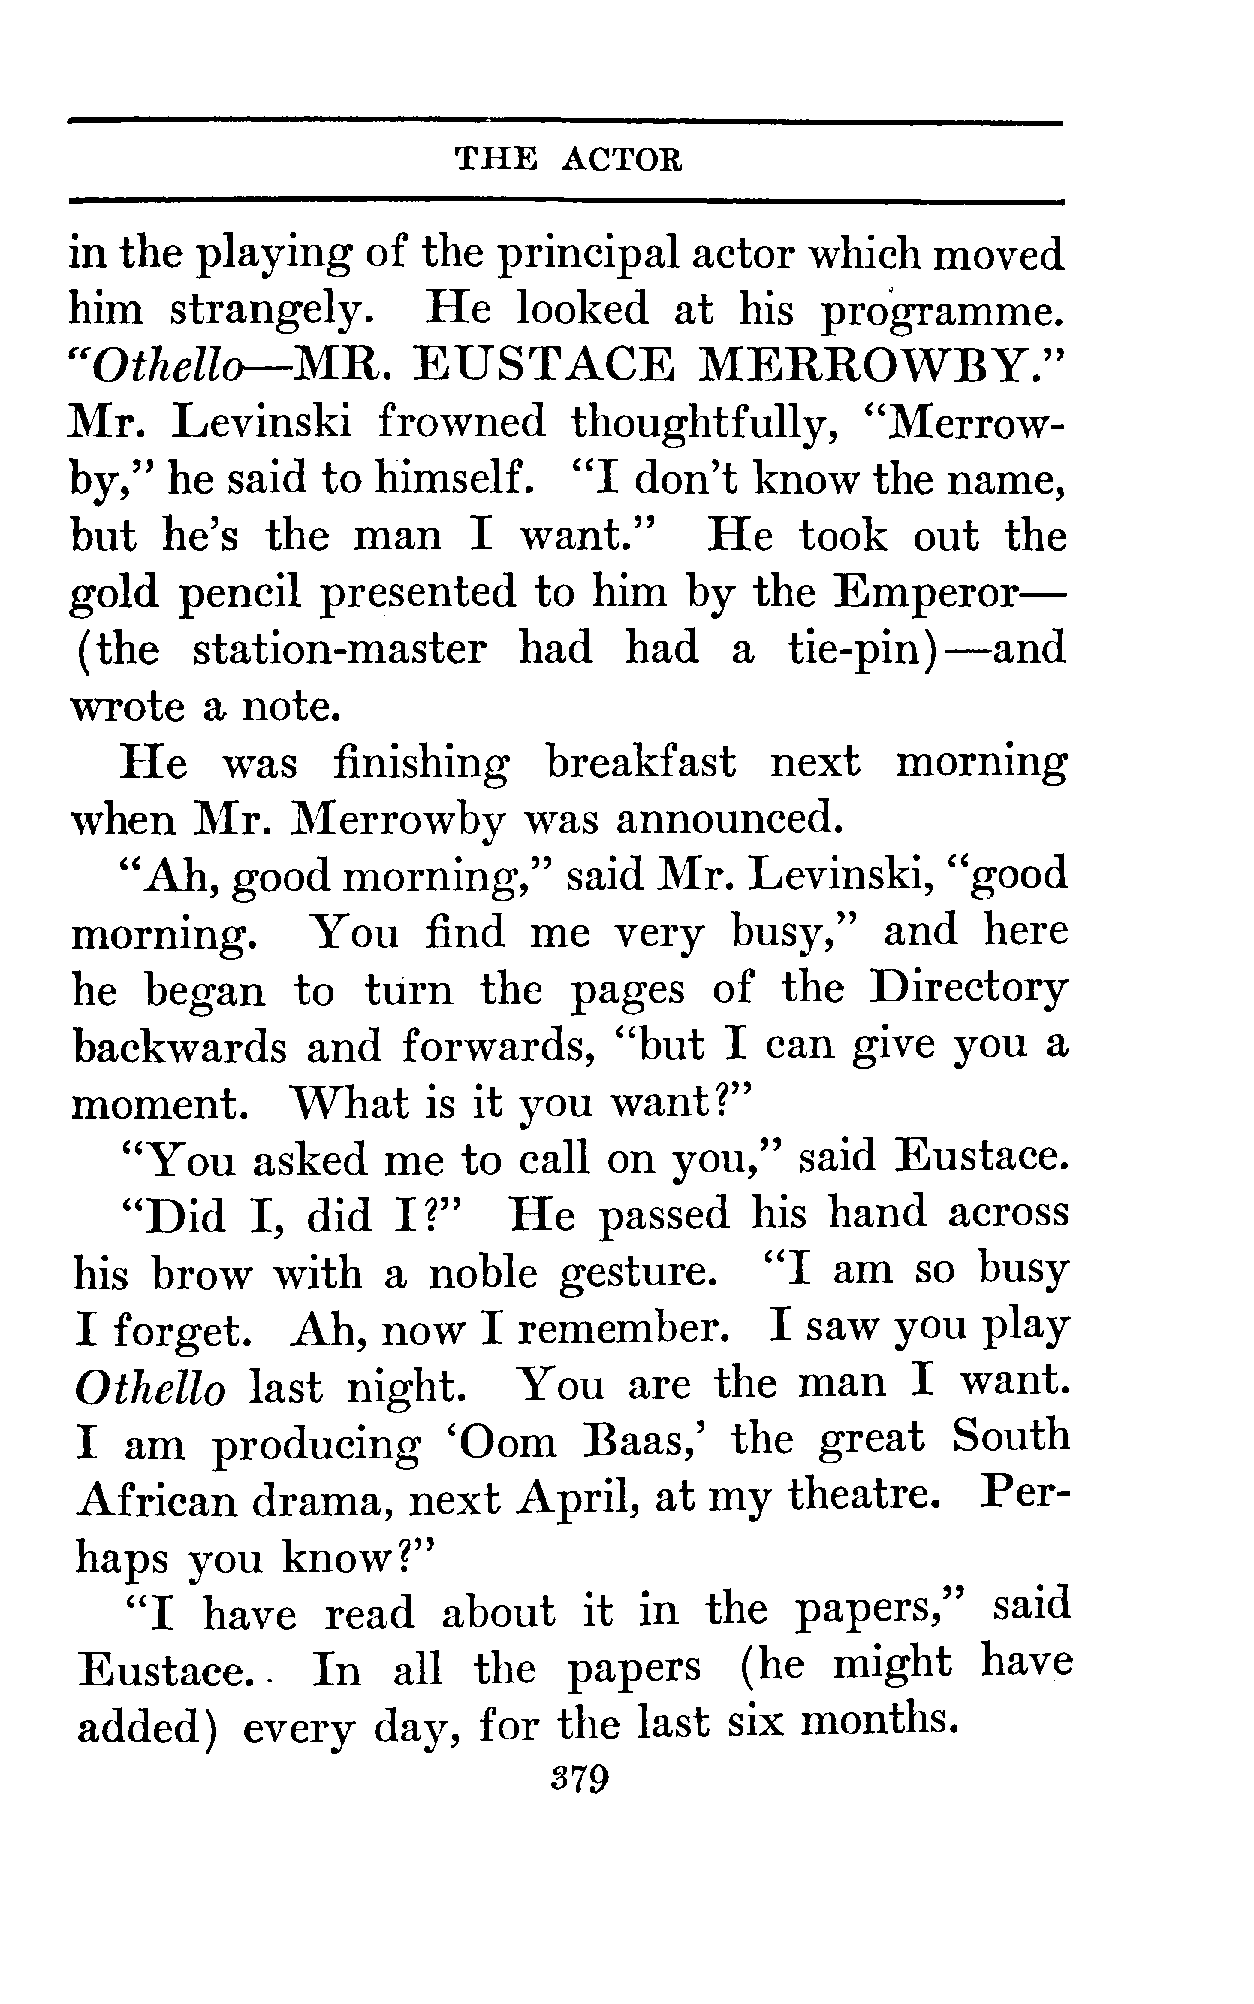 THE ACTOR
in the playing of the principal actor which moved
him strangely. He looked at his programme.
"Othello—MR. EUSTACE MERROWBY."
Mr. Levinski frowned thoughtfully, "Merrow-
by," he said to himself. "I don't know the name,
but he's the man I want." He took out the
gold pencil presented to him by the Emperor—
(the station-master had had a tie-pin)—and
wrote a note.
He was finishing breakfast next morning
when Mr. Merrowby was announced.
"Ah, good morning," said Mr. Levinski, "good
morning. You find me very busy," and here
he began to turn the pages of the Directory
backwards and forwards, "but I can give you a
moment. What is it you want?"
"You asked me to call on you," said Eustace.
"Did I, did I?" He passed his hand across
his brow with a noble gesture. "I am so busy
I forget. Ah, now I remember. I saw you play
Othello last night. You are the man I want.
I am producing 'Oom Baas,' the great South
African drama, next April, at my theatre. Per-
haps you know?"
"I have read about it in the papers," said
Eustace. In all the papers (he might have
added) every day, for the last six months.
379